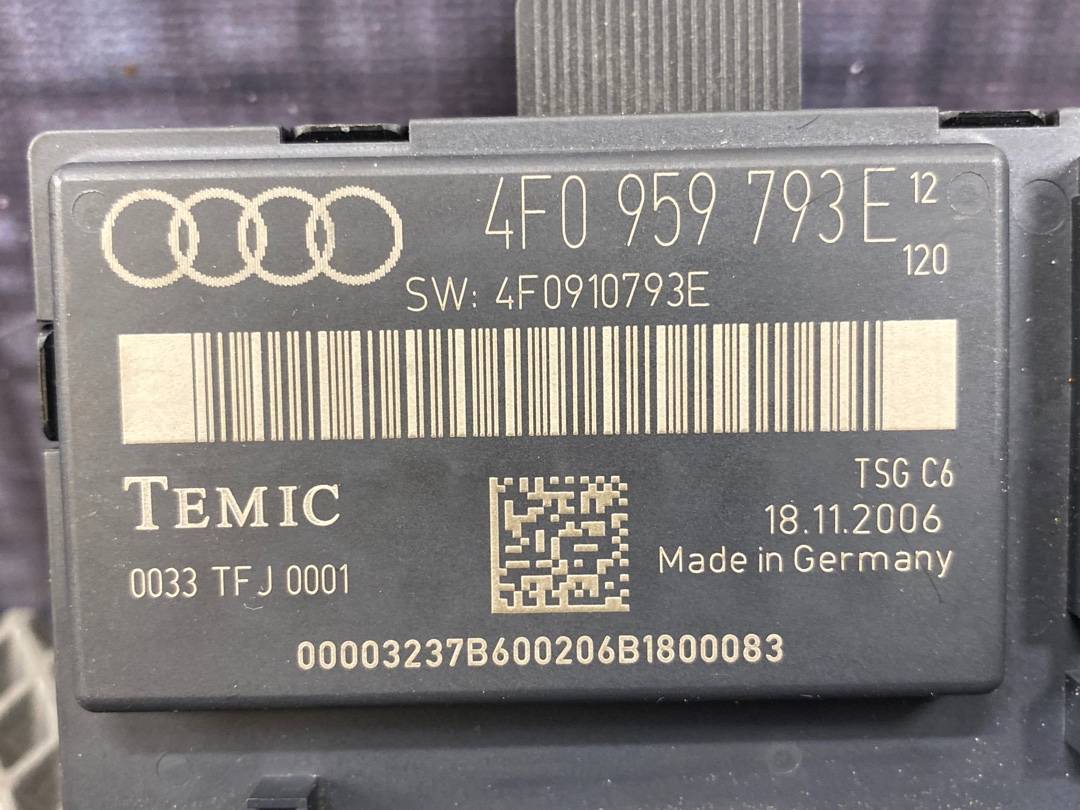 4F0 959 793E 12
120
SW: 4F0910793E
TEMIC
TSG C6
18.11.2006
Made in Germany
0033 TFJ 0001
00003237B600206B1800083